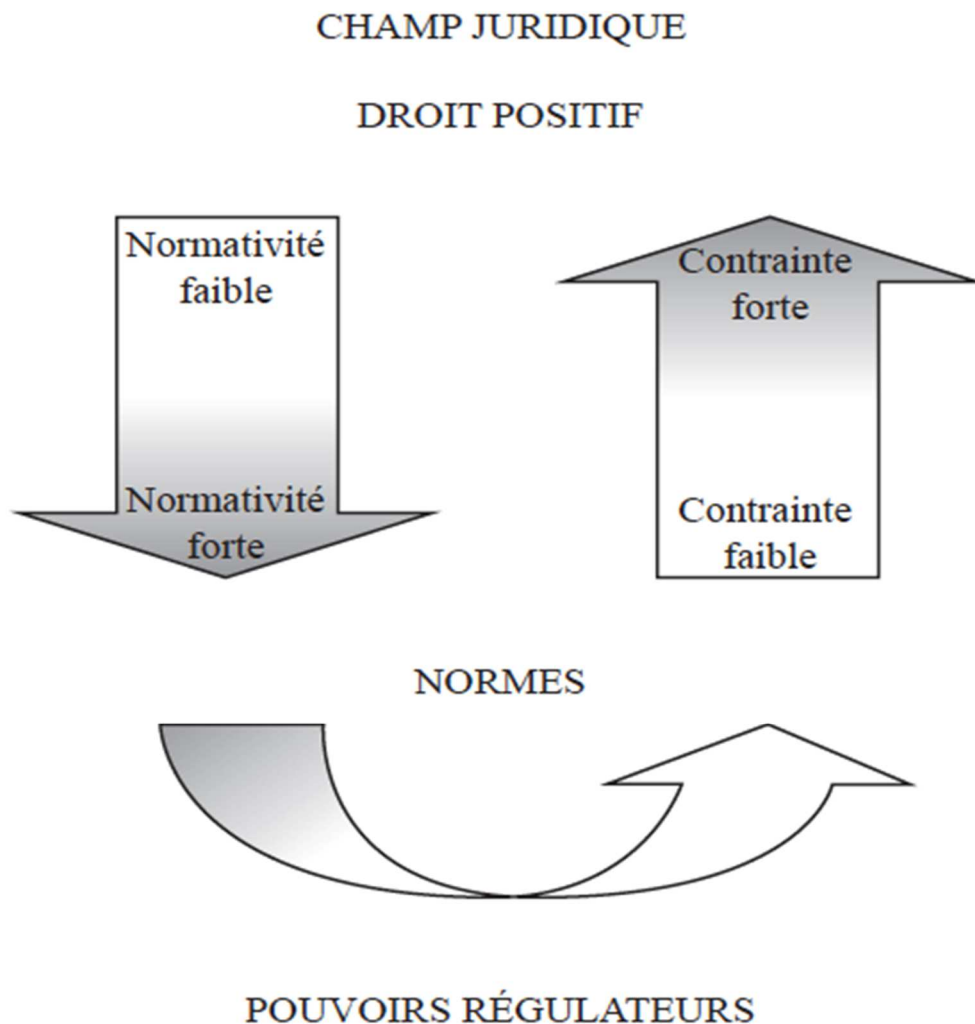 CHAMP JURIDIQUE
DROIT POSITIF
Normativité
faible
Contrainte
forte
Normativité
forte
Contrainte
faible
NORMES
POUVOIRS RÉGULATEURS